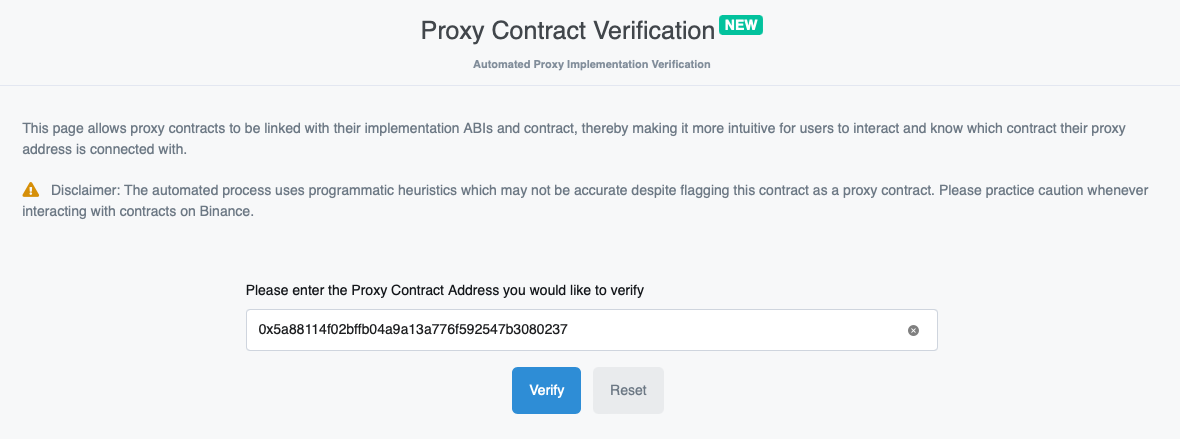 Proxy Contract Verification NEW
Automated Proxy Implementation Verification
This page allows proxy contracts to be linked with their implementation ABIs and contract, thereby making it more intuitive for users to interact and know which contract their proxy
address is connected with.
Disclaimer: The automated process uses programmatic heuristics which may not be accurate despite flagging this contract as a proxy contract. Please practice caution whenever
interacting with contracts on Binance.
Please enter the Proxy Contract Address you would like to verify
0x5a88114f02bffb04a9a13a776f592547b3080237
Verify Reset